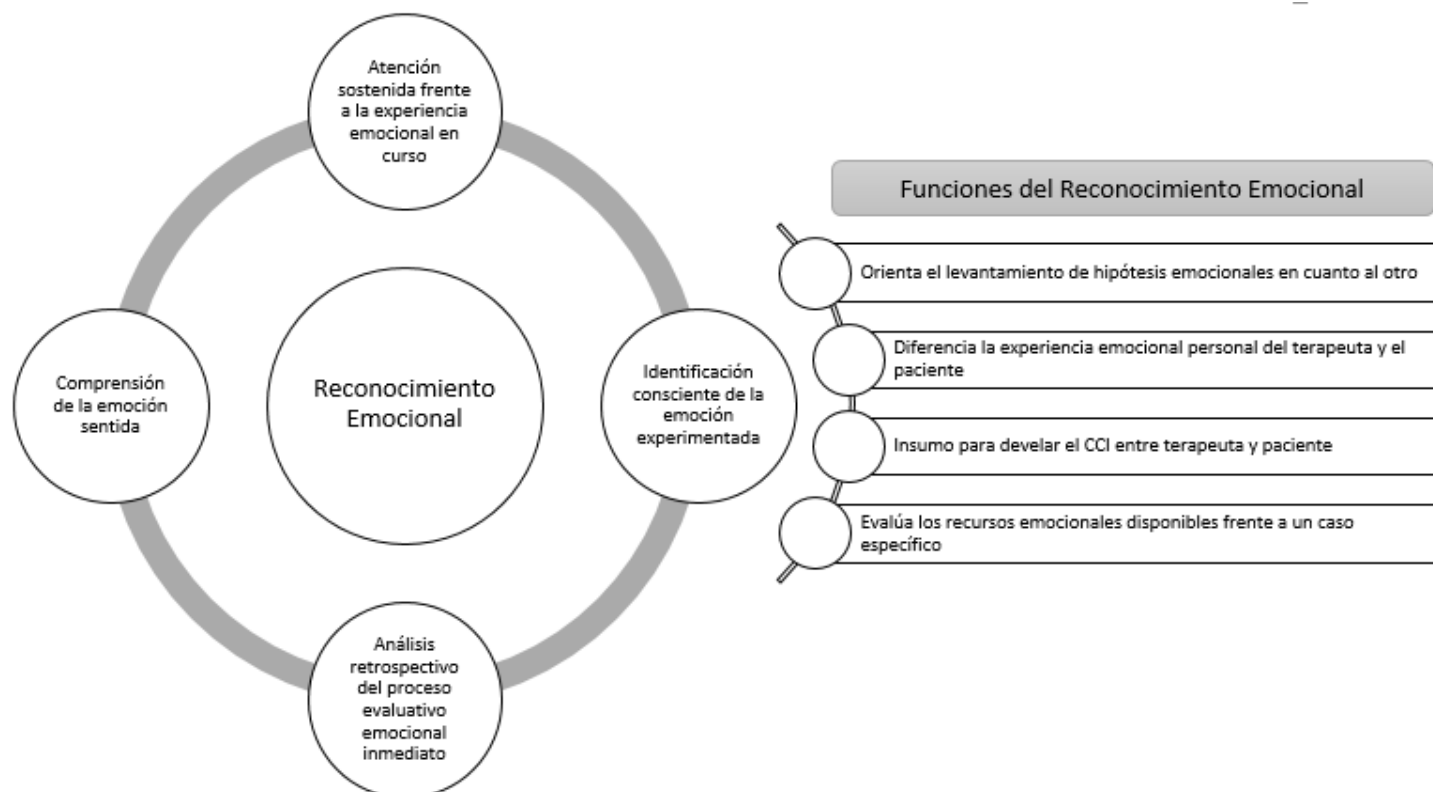 Atención
sostenida frente
a la experiencia
emocional en
curso
Comprensión
de la emoción
sentida
Reconocimiento
Emocional
Identificación
consciente de la
emoción
experimentada
Análisis
retrospectivo
del proceso
evaluativo
emocional
inmediato
Funciones del Reconocimiento Emocional
Orienta el levantamiento de hipótesis emocionales en cuanto al otro
Diferencia la experiencia emocional personal del terapeuta y el
paciente
Insumo para develar el CCI entre terapeuta y paciente
Evalúa los recursos emocionales disponibles frente a un caso
específico